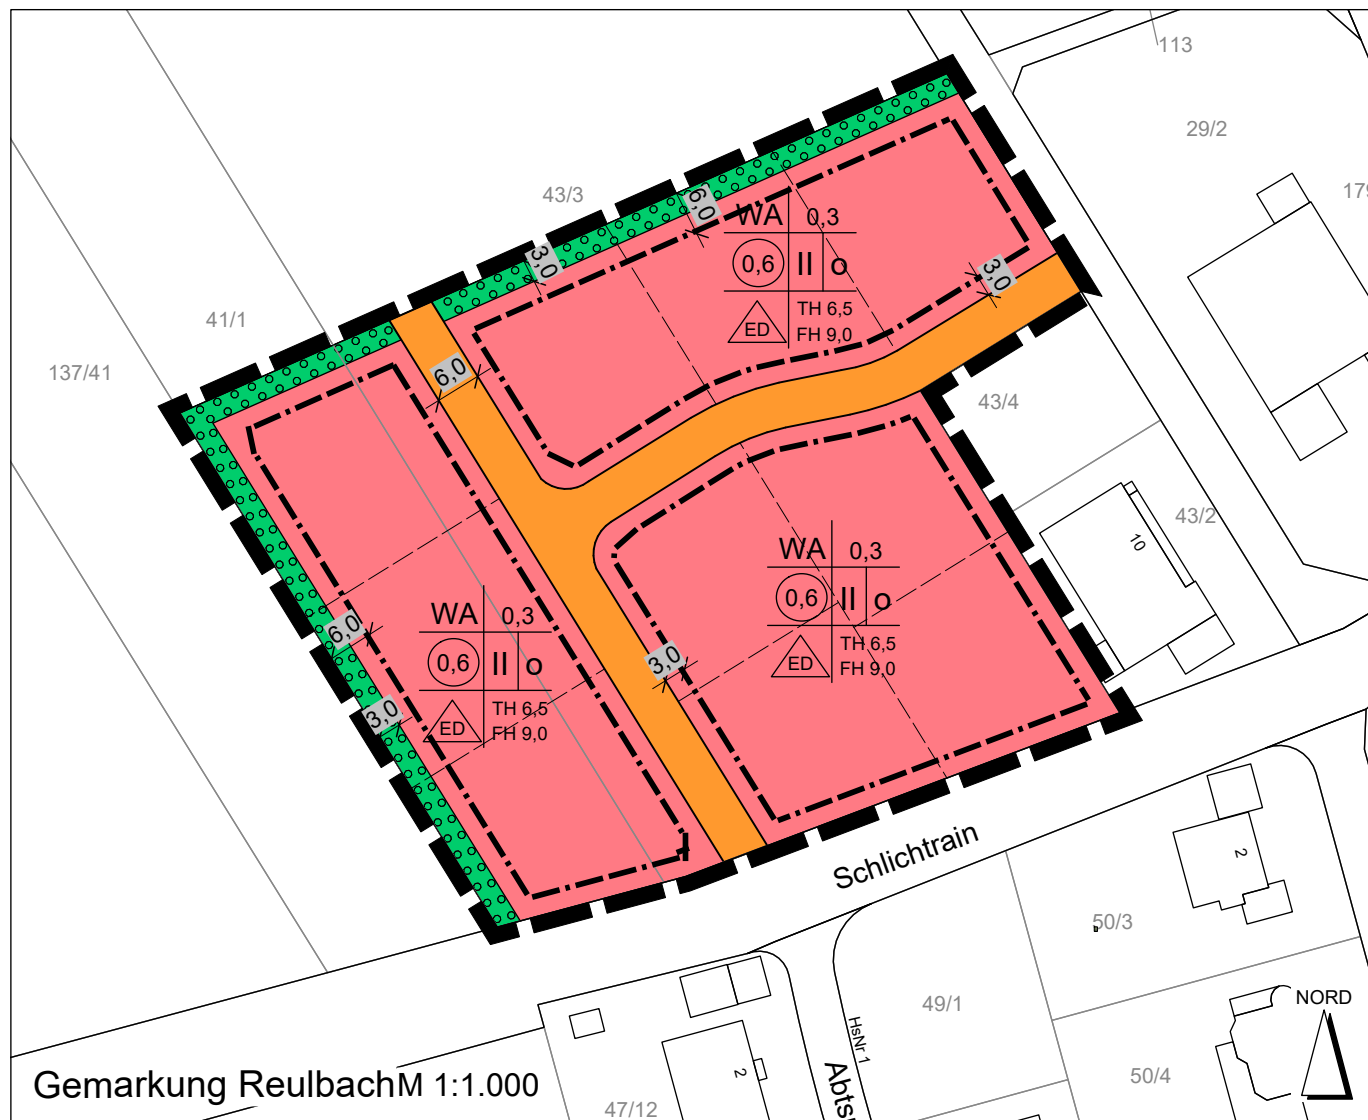 113
29/2
43/3
6,0
WA 0,3
0,6 II o
ED TH 6,5
FH 9,0
3,0
3,0
41/1
137/41
6,0
43/4
43/2
10
WA 0,3
0,6 II o
ED TH 6,5
FH 9,0
6,0
WA 0,3
0,6 II o
ED TH 6,5
FH 9,0
3,0
3,0
Schlichtrain
2
50/3
49/1
HsNr 1
NORD
50/4
2
47/12
Gemarkung Reulbach M 1:1.000